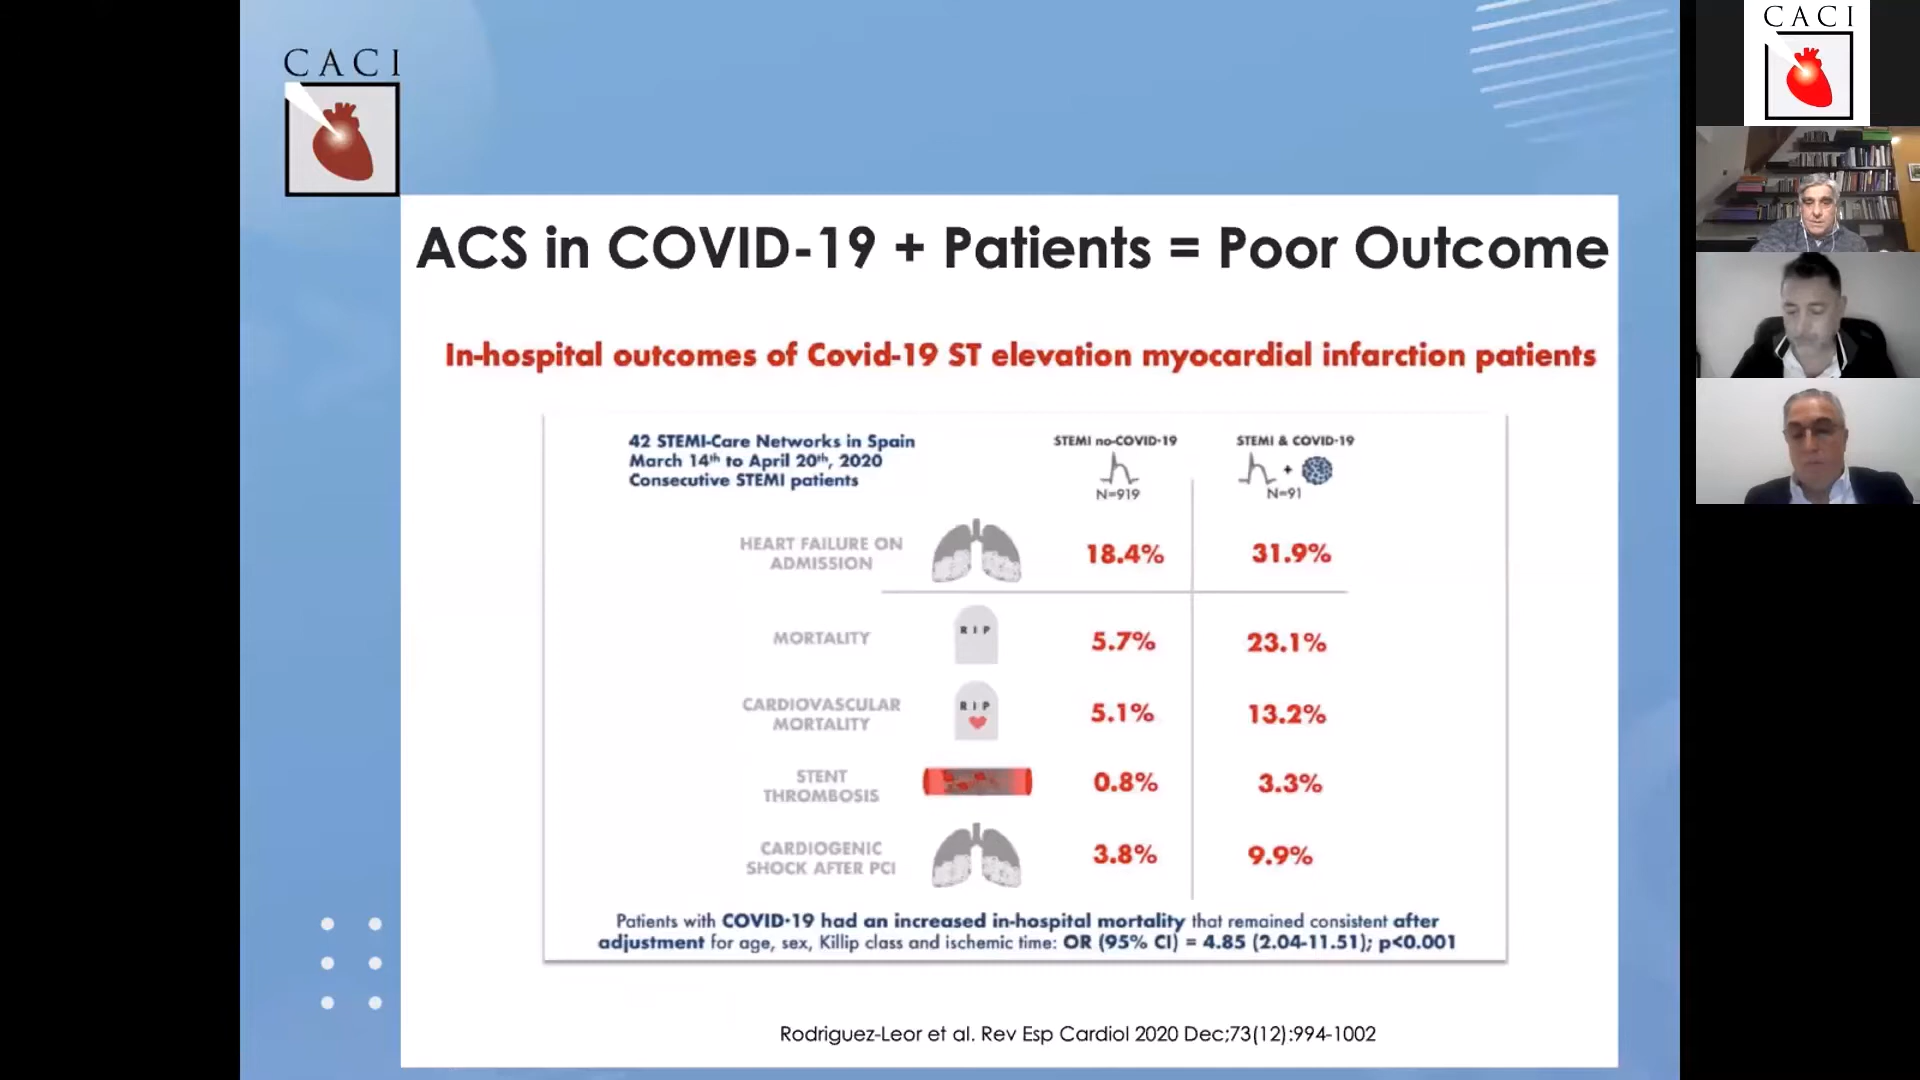 CACI
CACI
ACS in COVID-19 + Patients = Poor Outcome
In-hospital outcomes of Covid-19 ST elevation myocardial infarction patients
42 STEMI-Care Networks in Spain
March 14th to April 20th, 2020
Consecutive STEMI patients
STEMI no-COVID-19
N=919
STEMI & COVID-19
+
N=91
HEART FAILURE ON
ADMISSION
18.4%
31.9%
MORTALITY
RIP
5.7%
23.1%
CARDIOVASCULAR
MORTALITY
RIP
5.1%
13.2%
STENT
THROMBOSIS
0.8%
3.3%
CARDIOGENIC
SHOCK AFTER PCI
3.8%
9.9%
Patients with COVID-19 had an increased in-hospital mortality that remained consistent after
adjustment for age, sex, Killip class and ischemic time: OR (95% CI) = 4.85 (2.04-11.51); p<0.001
Rodriguez-Leor et al. Rev Esp Cardiol 2020 Dec;73(12):994-1002